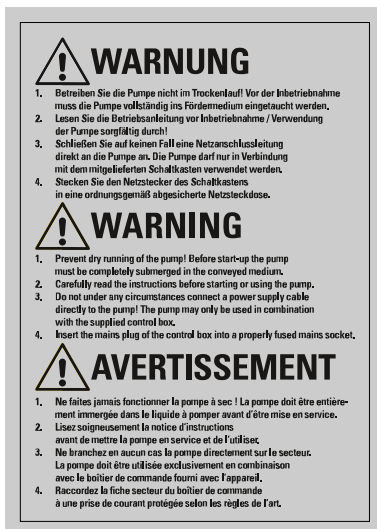 WARNUNG
1. Betreiben Sie die Pumpe nicht im Trockenlauf! Vor der Inbetriebnahme
muss die Pumpe vollständig ins Fördermedium eingetaucht werden.
2. Lesen Sie die Betriebsanleitung vor Inbetriebnahme / Verwendung
der Pumpe sorgfältig durch!
3. Schließen Sie auf keinen Fall eine Netzanschlussleitung
direkt an die Pumpe an. Die Pumpe darf nur in Verbindung
mit dem mitgelieferten Schaltkasten verwendet werden.
4. Stecken Sie den Netzstecker des Schaltkastens
in eine ordnungsgemäß abgesicherte Netzsteckdose.
WARNING
1. Prevent dry running of the pump! Before start-up the pump
must be completely submerged in the conveyed medium.
2. Carefully read the instructions before starting or using the pump.
3. Do not under any circumstances connect a power supply cable
directly to the pump! The pump may only be used in combination
with the supplied control box.
4. Insert the mains plug of the control box into a properly fused mains socket.
AVERTISSEMENT
1. Ne faites jamais fonctionner la pompe à sec ! La pompe doit être entière-
ment immergée dans le liquide à pomper avant d'être mise en service.
2. Lisez soigneusement la notice d'instructions
avant de mettre la pompe en service et de l'utiliser.
3. Ne branchez en aucun cas la pompe directement sur le secteur.
La pompe doit être utilisée exclusivement en combinaison
avec le boîtier de commande fourni avec l'appareil.
4. Raccordez la fiche secteur du boîtier de commande
à une prise de courant protégée selon les règles de l'art.